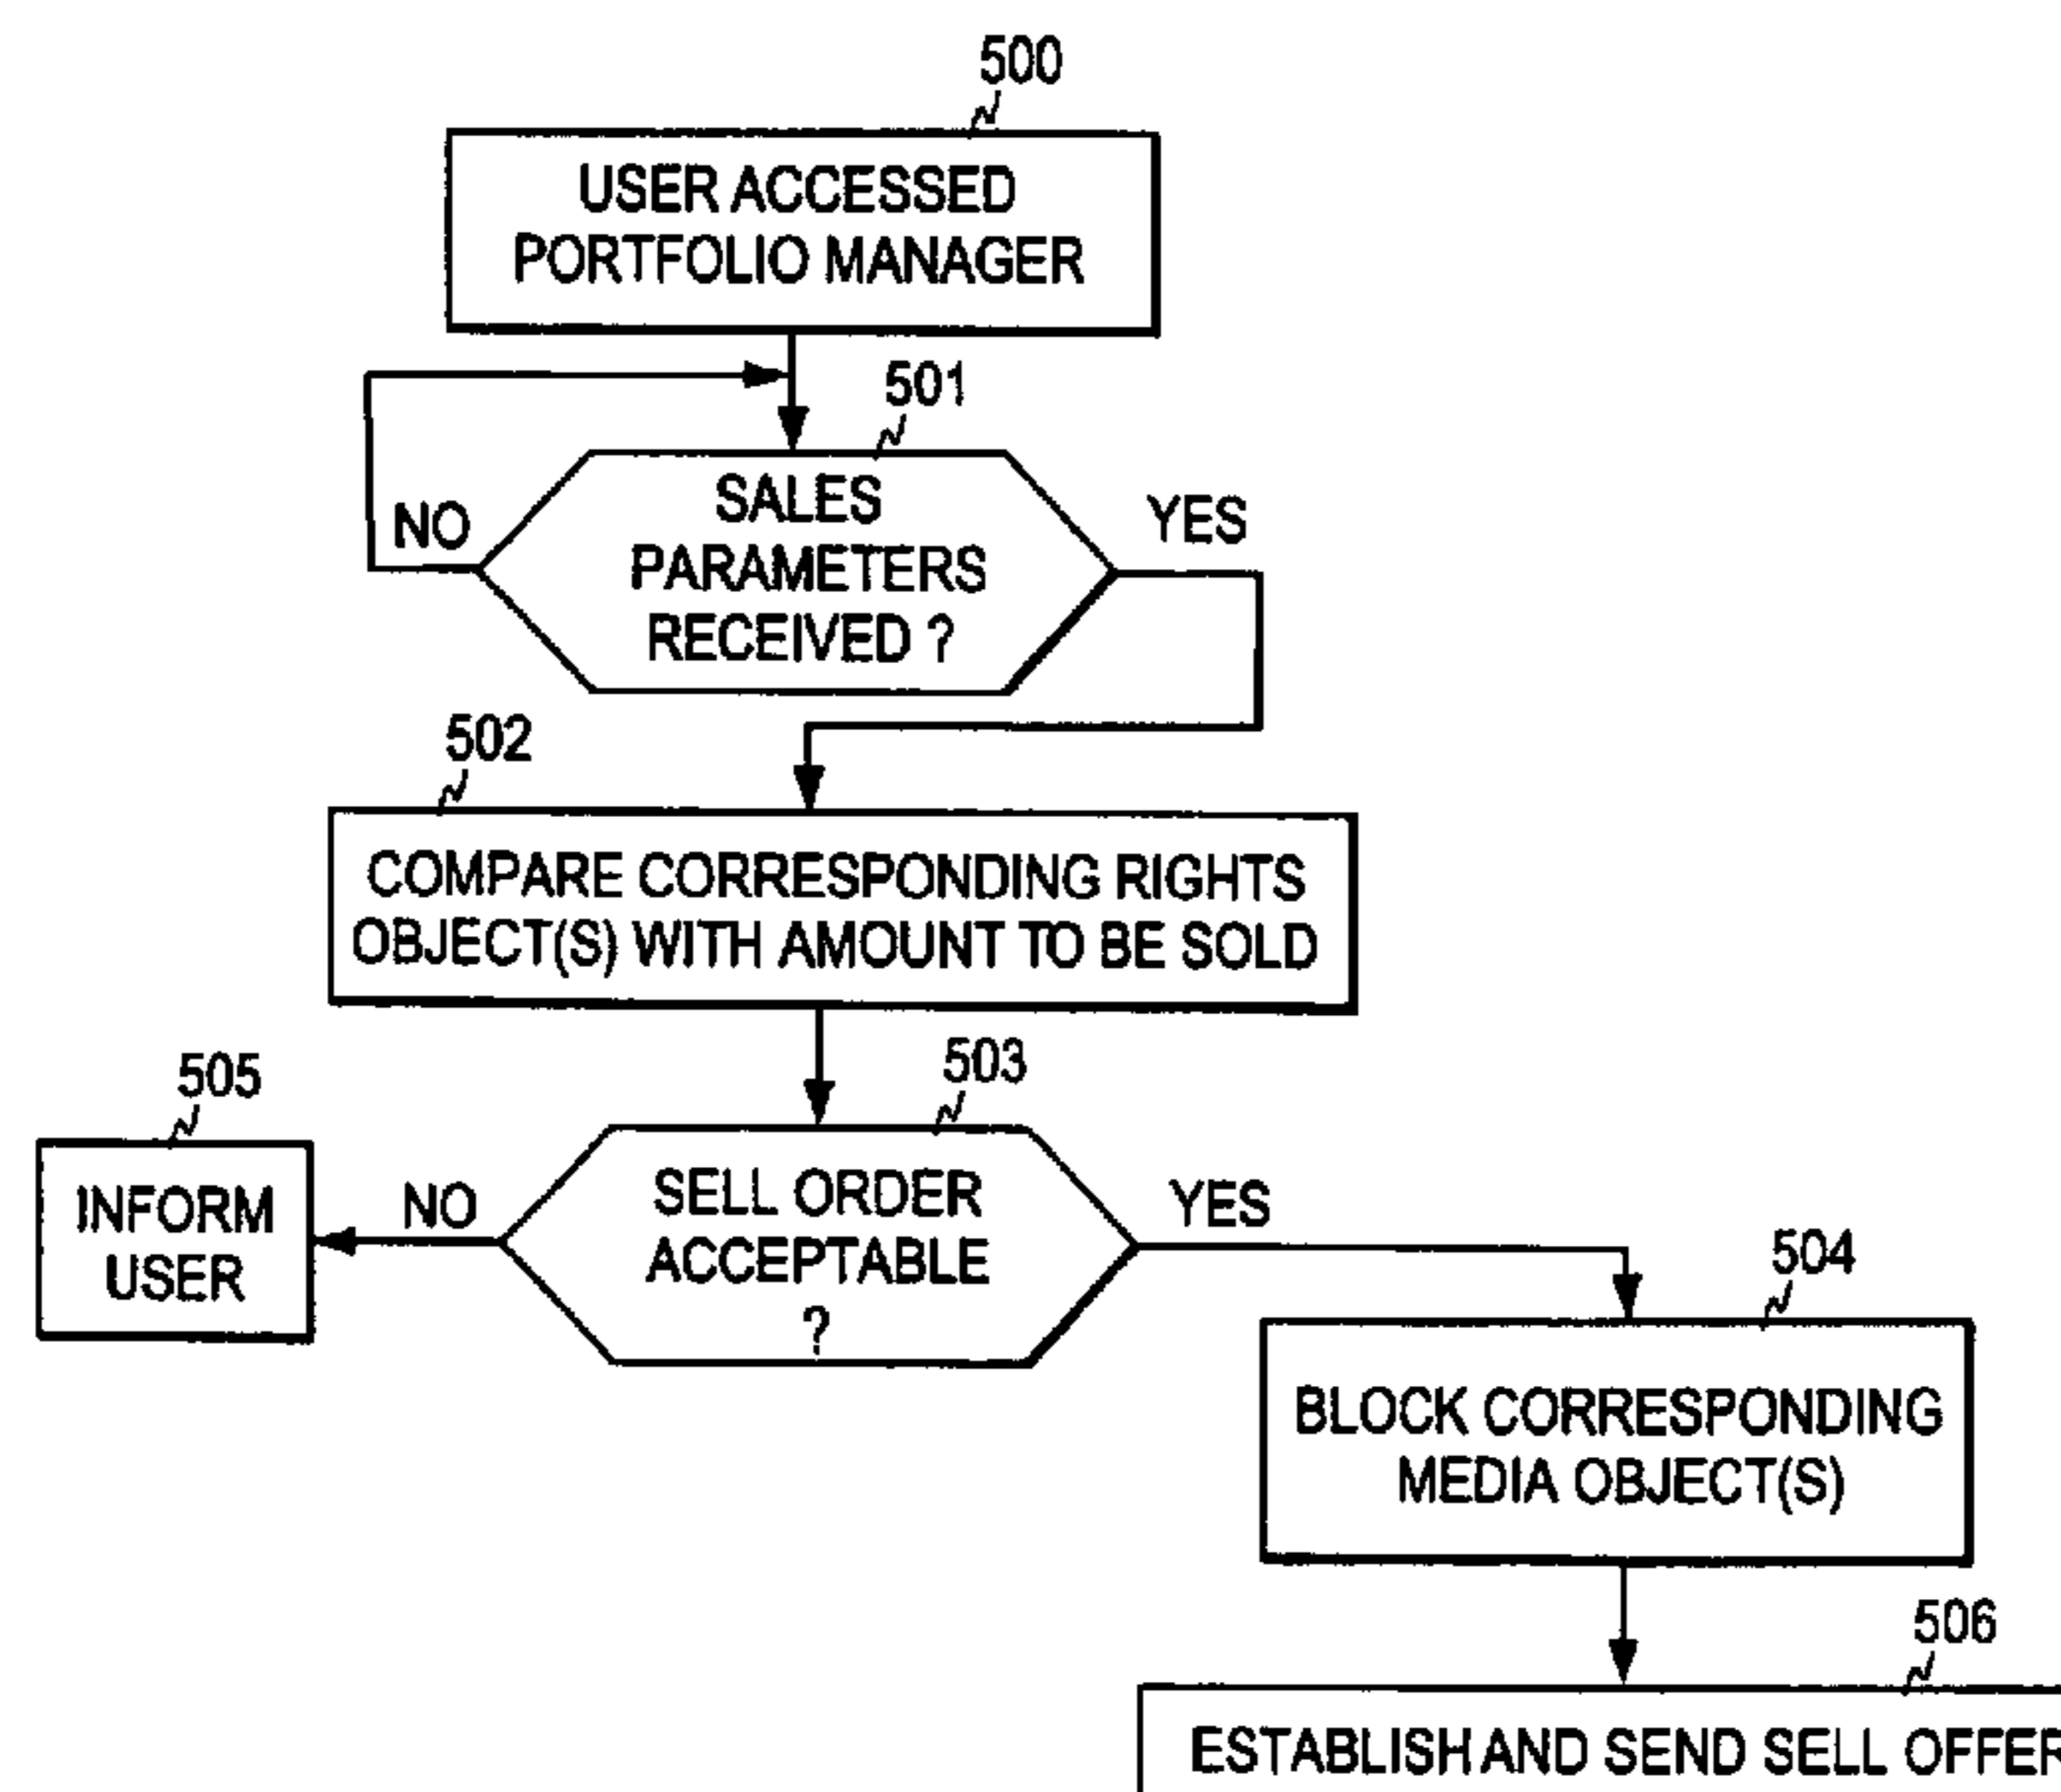 500
USER ACCESSED
PORTFOLIO MANAGER
501
SALES
PARAMETERS
RECEIVED ?
NO
YES
502
COMPARE CORRESPONDING RIGHTS
OBJECT(S) WITH AMOUNT TO BE SOLD
503
505
INFORM
USER
NO
SELL ORDER
ACCEPTABLE
?
YES
504
BLOCK CORRESPONDING
MEDIA OBJECT(S)
506
ESTABLISH AND SEND SELL OFFER